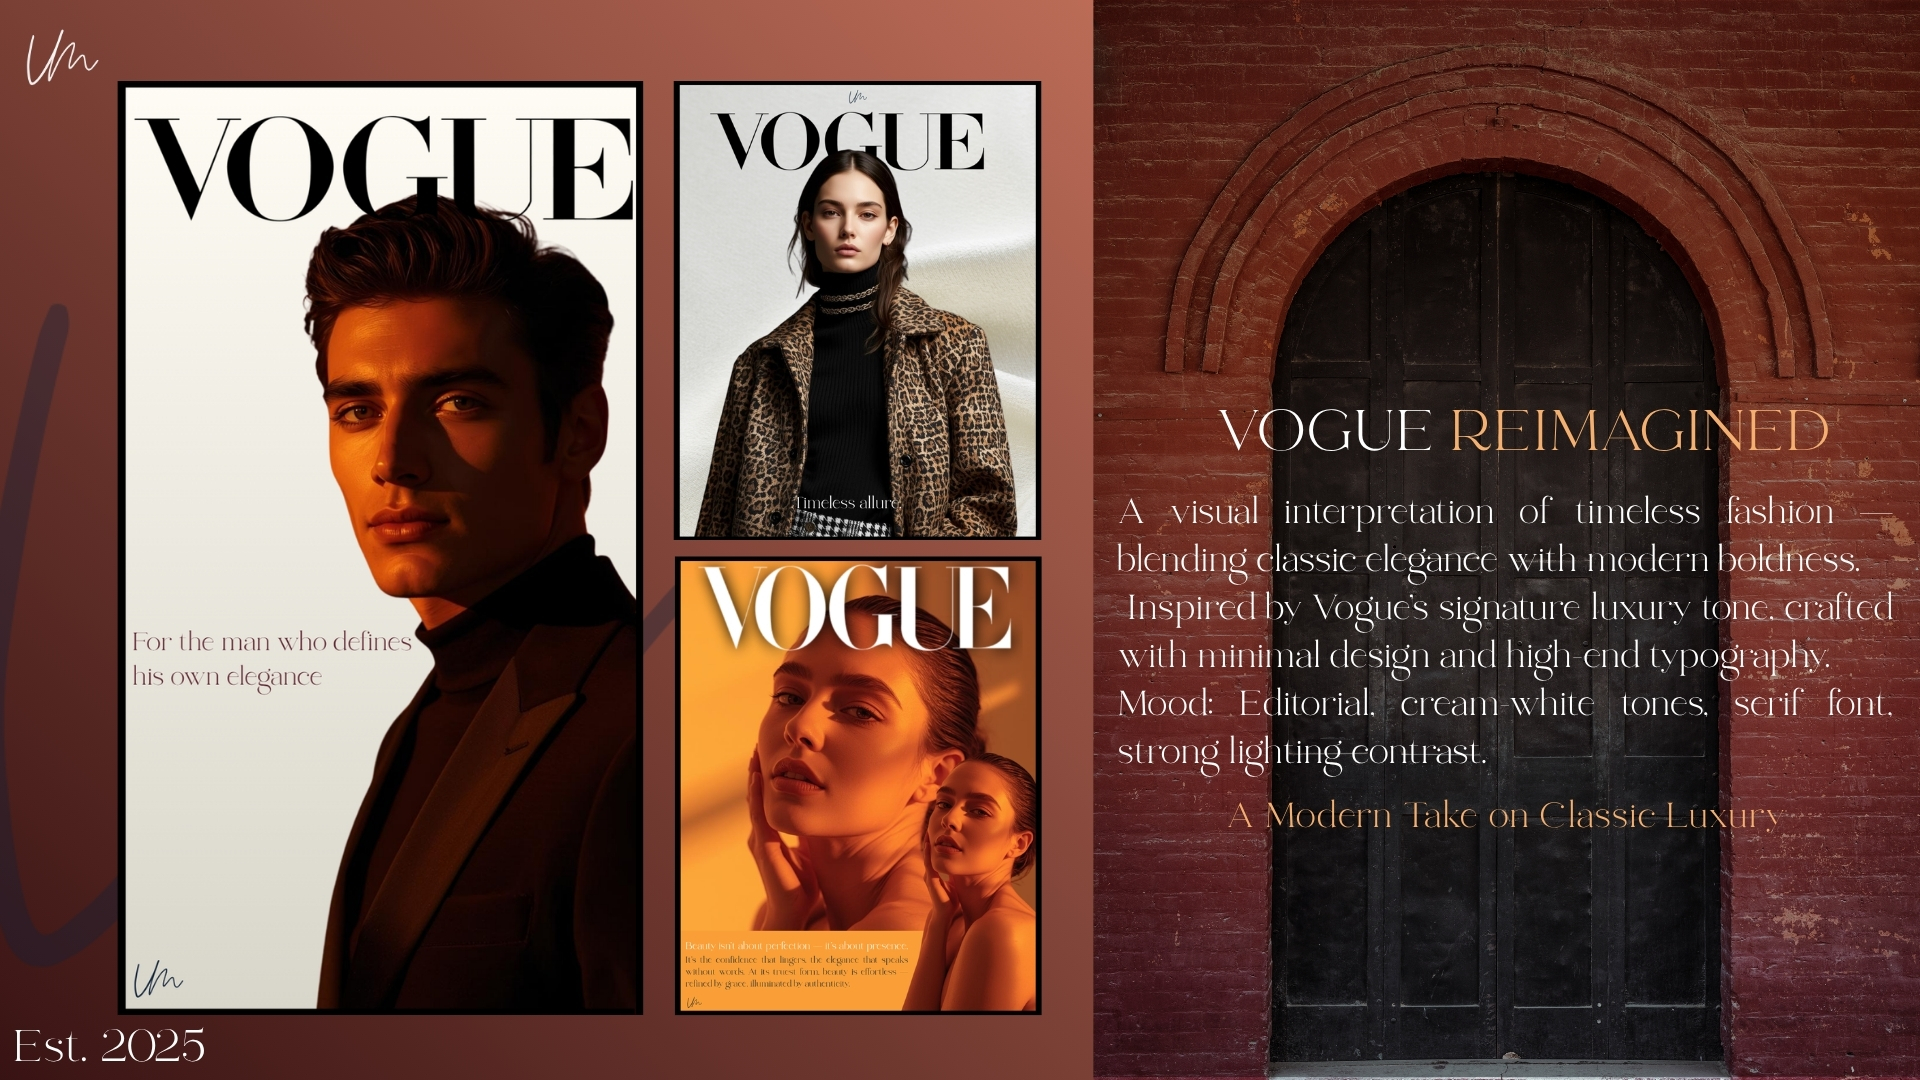 Um
VOGUE
For the man who defines
his own elegance
Um
Est. 2025
Um
VOGUE
Timeless allure
VOGUE
Beauty isn't about perfection — it's about presence.
It's the confidence that lingers, the elegance that speaks
without words. At its truest form, beauty is effortless—
refined by grace, illuminated by authenticity.
Um
VOGUE REIMAGINED
A visual interpretation of timeless fashion —
blending classic elegance with modern boldness.
Inspired by Vogue's signature luxury tone, crafted
with minimal design and high-end typography.
Mood: Editorial, cream-white tones, serif font,
strong lighting contrast.
A Modern Take on Classic Luxury